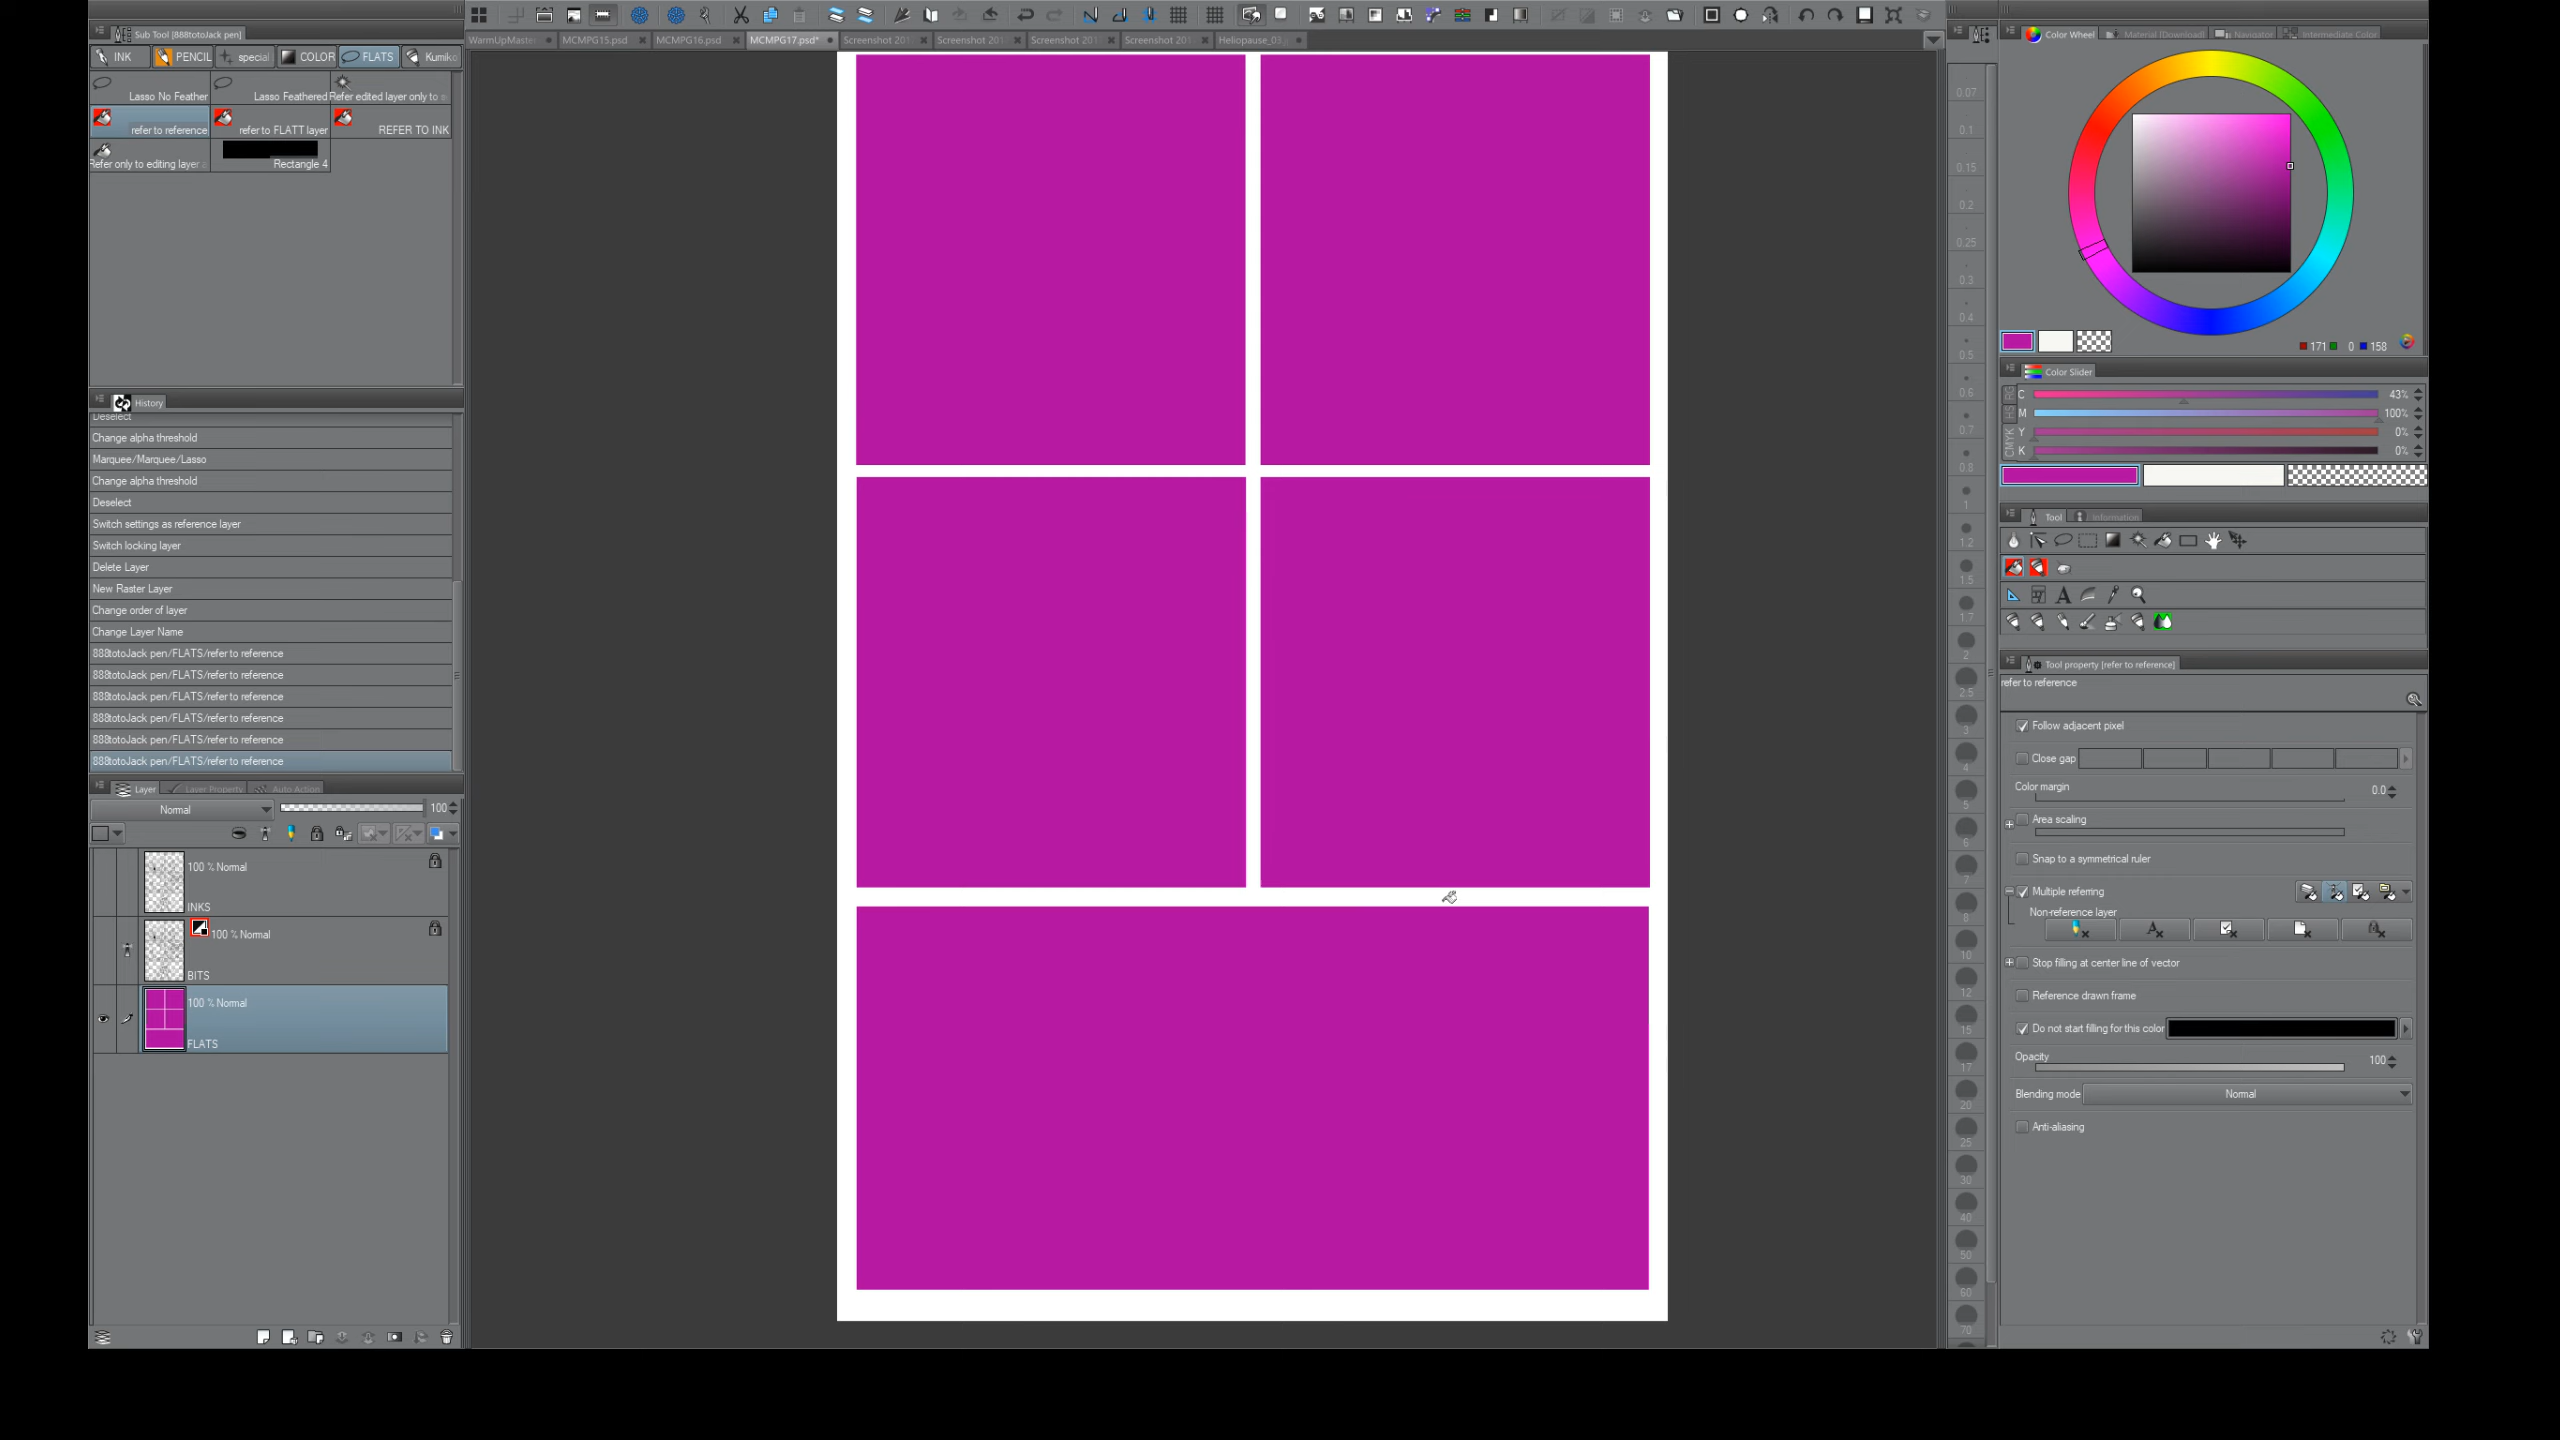 Sub Tool [888totoJack pen]
INK
PENCIL
special
COLOR
FLATS
Kumiko
Lasso No Feather
Lasso Feathered
Refer edited layer only to s
refer to reference
refer to FLATT layer
REFER TO INK
Refer only to editing layer
Rectangle 4
WarmUpMaster
MCMPG15.psd
MCMPG16.psd
MCMPG17.psd*
Screenshot 201
Screenshot 201
Screenshot 201
Screenshot 201
Heliopause_03.
History
Deselect
Change alpha threshold
Marquee/Marquee/Lasso
Change alpha threshold
Deselect
Switch settings as reference layer
Switch locking layer
Delete Layer
New Raster Layer
Change order of layer
Change Layer Name
888totoJack pen/FLATS/refer to reference
888totoJack pen/FLATS/refer to reference
888totoJack pen/FLATS/refer to reference
888totoJack pen/FLATS/refer to reference
888totoJack pen/FLATS/refer to reference
888totoJack pen/FLATS/refer to reference
Layer
Layer Property
Auto Action
Normal
100
100 % Normal
INKS
100 % Normal
BITS
100 % Normal
FLATS
0.07
0.1
0.15
0.2
0.25
0.3
0.4
0.5
0.6
0.7
0.8
1
1.2
1.5
1.7
2
2.5
3
4
5
6
7
8
10
12
15
17
20
25
30
40
50
60
70
Color Wheel
Material [Download]
Navigator
Intermediate Color
171 0 158
Color Slider
C 43%
M 100%
Y 0%
K 0%
CMYK
Tool
Information
Tool property [refer to reference]
refer to reference
Follow adjacent pixel
Close gap
Color margin 0.0
Area scaling
Snap to a symmetrical ruler
Multiple referring
Non-reference layer
Stop filling at center line of vector
Reference drawn frame
Do not start filling for this color
Opacity 100
Blending mode Normal
Anti-aliasing